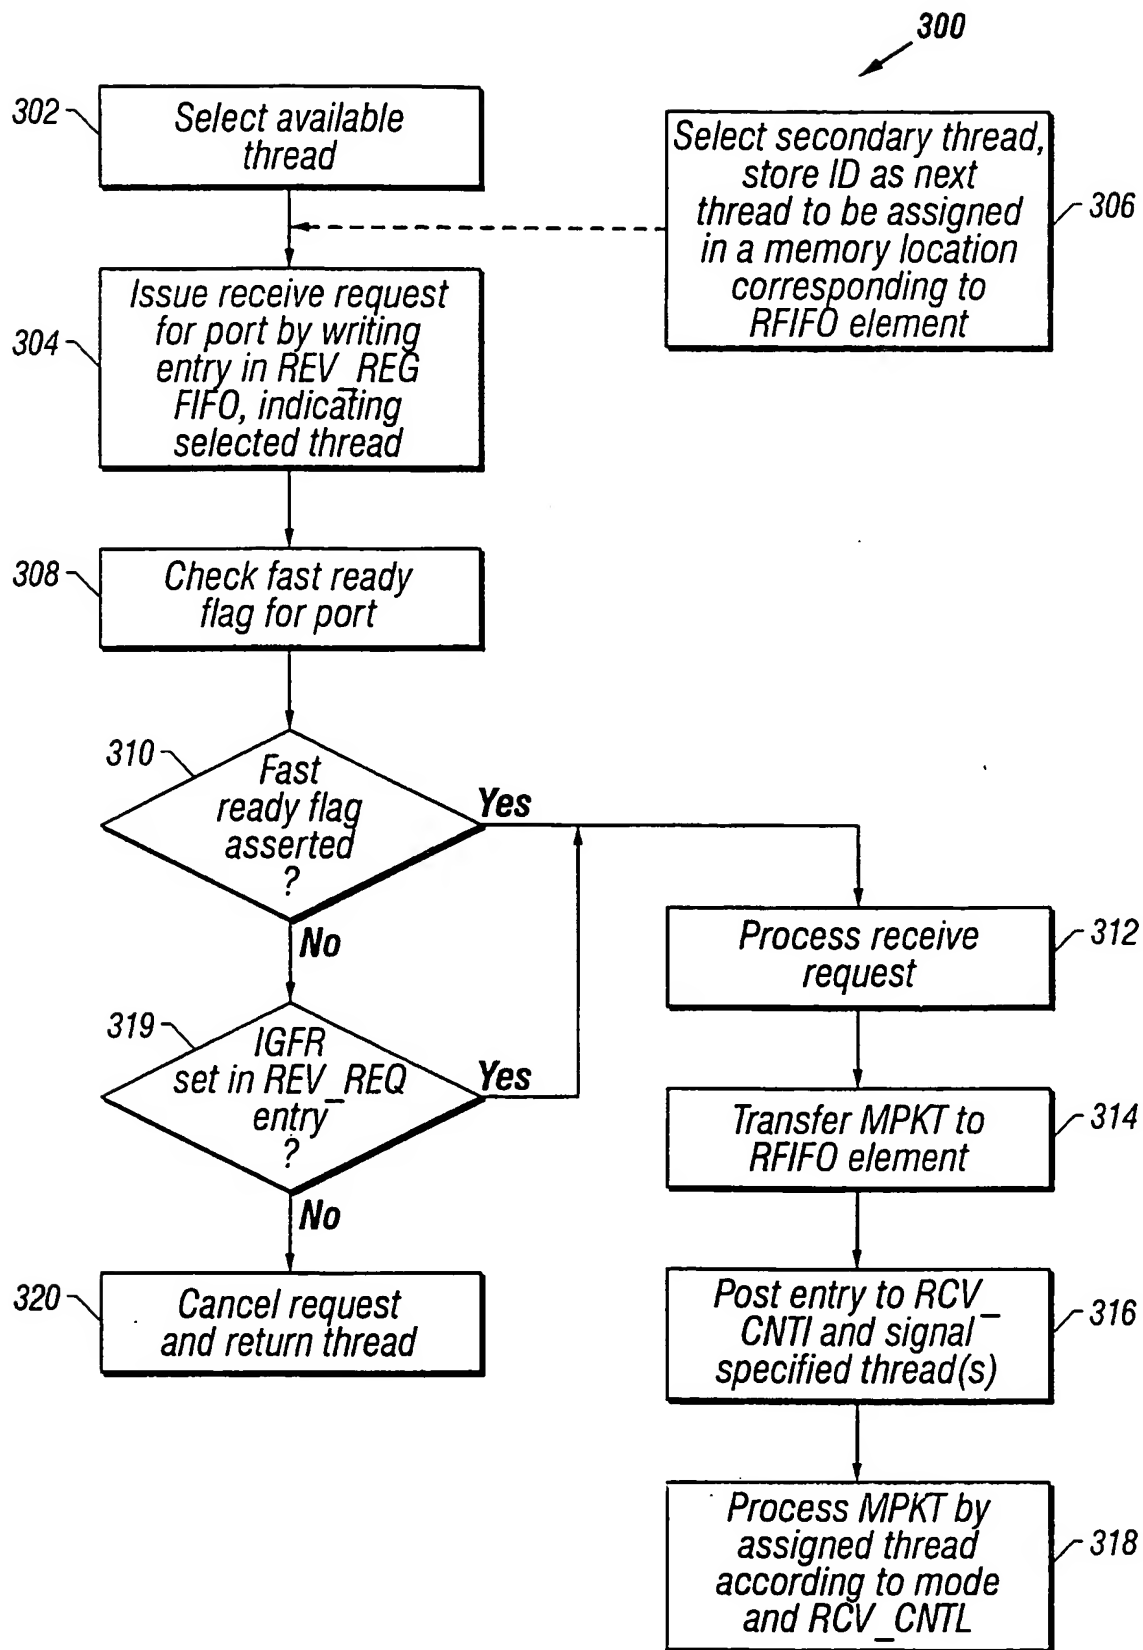 300
302
Select available
thread
Select secondary thread,
store ID as next
thread to be assigned
in a memory location
corresponding to
RFIFO element
306
304
Issue receive request
for port by writing
entry in REV_REG
FIFO, indicating
selected thread
308
Check fast ready
flag for port
310
Fast
ready flag
asserted
?
Yes
No
312
Process receive
request
319
IGFR
set in REV_REQ
entry
?
Yes
No
314
Transfer MPKT to
RFIFO element
320
Cancel request
and return thread
316
Post entry to RCV_
CNTI and signal
specified thread(s)
318
Process MPKT by
assigned thread
according to mode
and RCV_CNTL